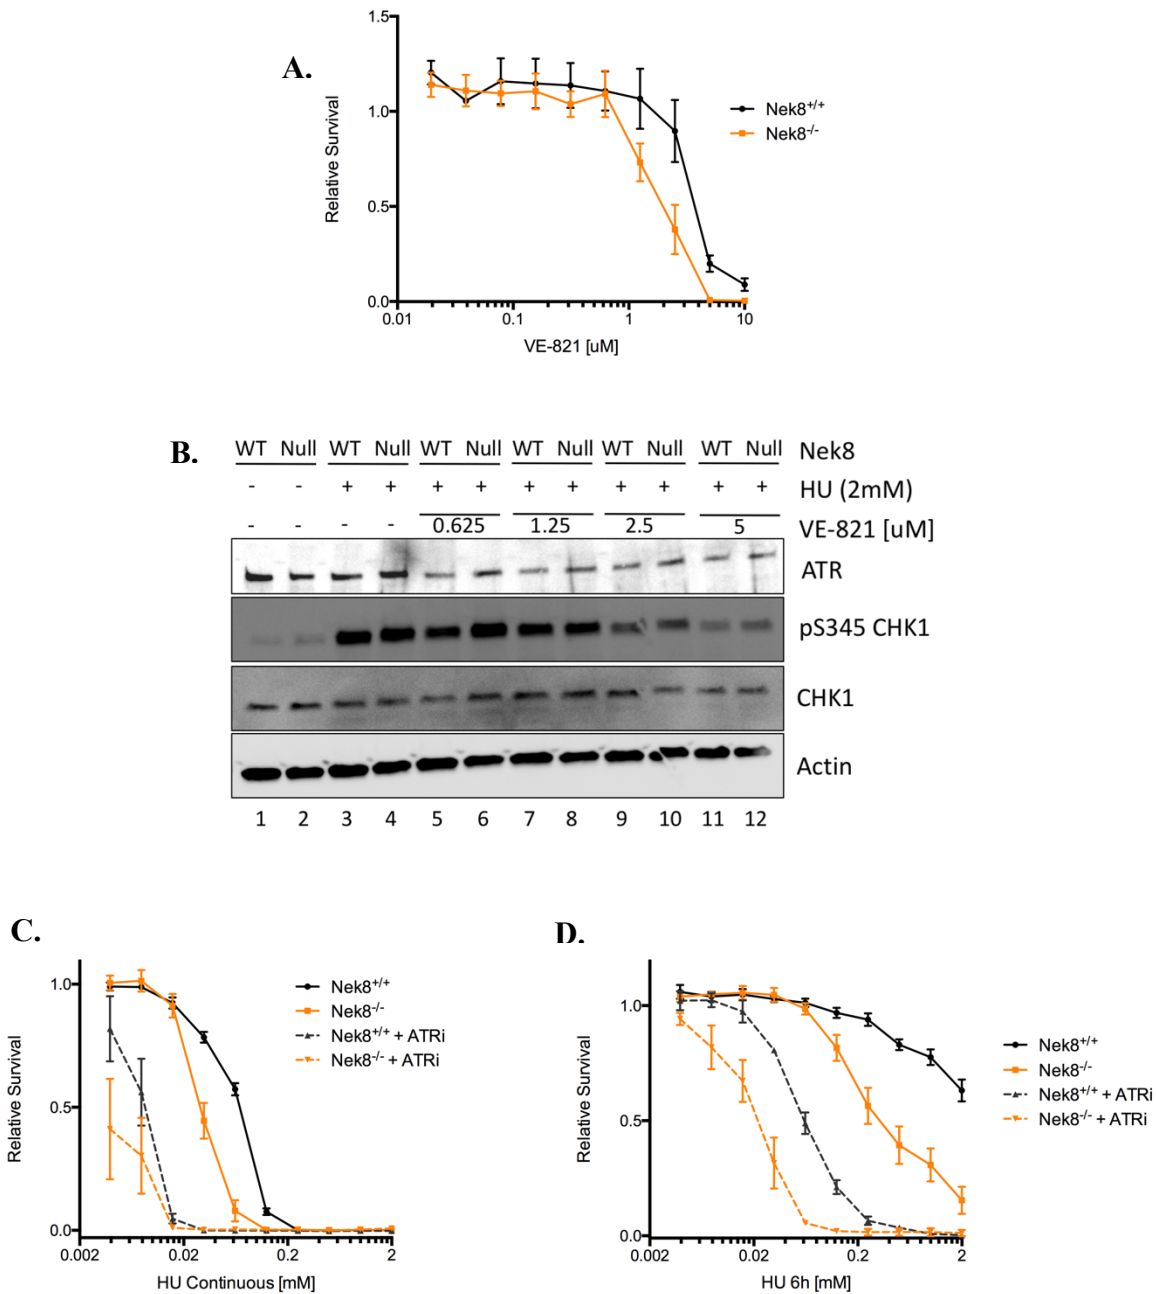 A.
1.5
1.0
0.5
0.0
Relative Survival
0.01 0.1 1 10
VE-821 [uM]
Nek8+/+
Nek8-/-
B.
WT Null WT Null WT Null WT Null WT Null WT Null Nek8
- - + + + + + + + + + + HU (2mM)
- - - - 0.625 1.25 2.5 5 VE-821 [uM]
ATR
pS345 CHK1
CHK1
Actin
1 2 3 4 5 6 7 8 9 10 11 12
C.
1.0
0.5
0.0
Relative Survival
0.002 0.02 0.2 2
HU Continuous [mM]
Nek8+/+
Nek8-/-
Nek8+/+ + ATRi
Nek8-/- + ATRi
D.
1.0
0.5
0.0
Relative Survival
0.002 0.02 0.2 2
HU 6h [mM]
Nek8+/+
Nek8-/-
Nek8+/+ + ATRi
Nek8-/- + ATRi